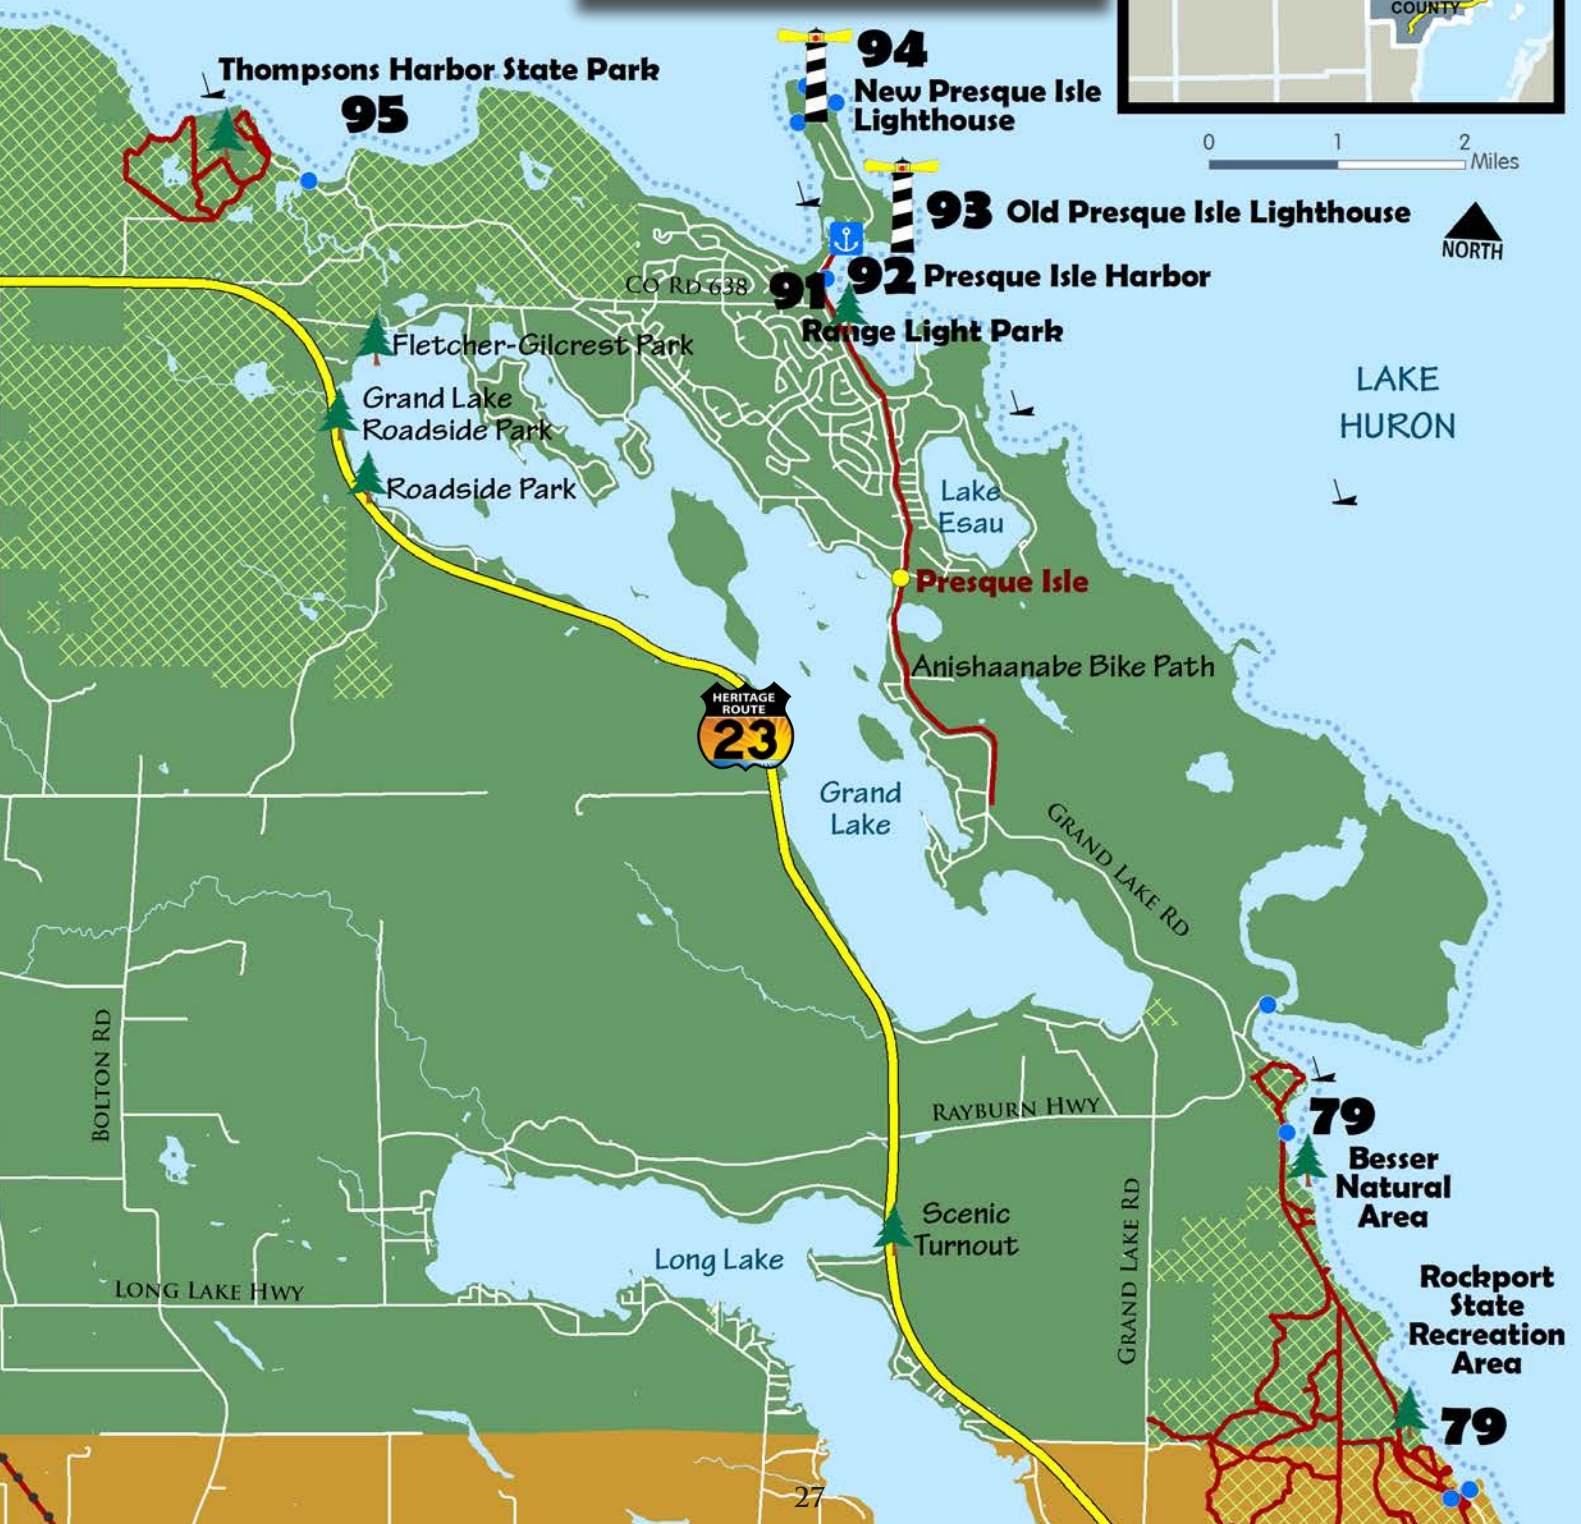 COUNTY
Thompsons Harbor State Park
95
94
New Presque Isle
Lighthouse
0 1 2
Miles
93 Old Presque Isle Lighthouse
NORTH
CO RD 638
91
92 Presque Isle Harbor
Range Light Park
Fletcher-Gilcrest Park
Grand Lake
Roadside Park
Roadside Park
LAKE
HURON
Lake
Esau
Presque Isle
Anishaanabe Bike Path
HERITAGE
ROUTE
23
Grand
Lake
GRAND LAKE RD
BOLTON RD
RAYBURN HWY
79
Besser
Natural
Area
Scenic
Turnout
GRAND LAKE RD
Long Lake
LONG LAKE HWY
Rockport
State
Recreation
Area
79
27